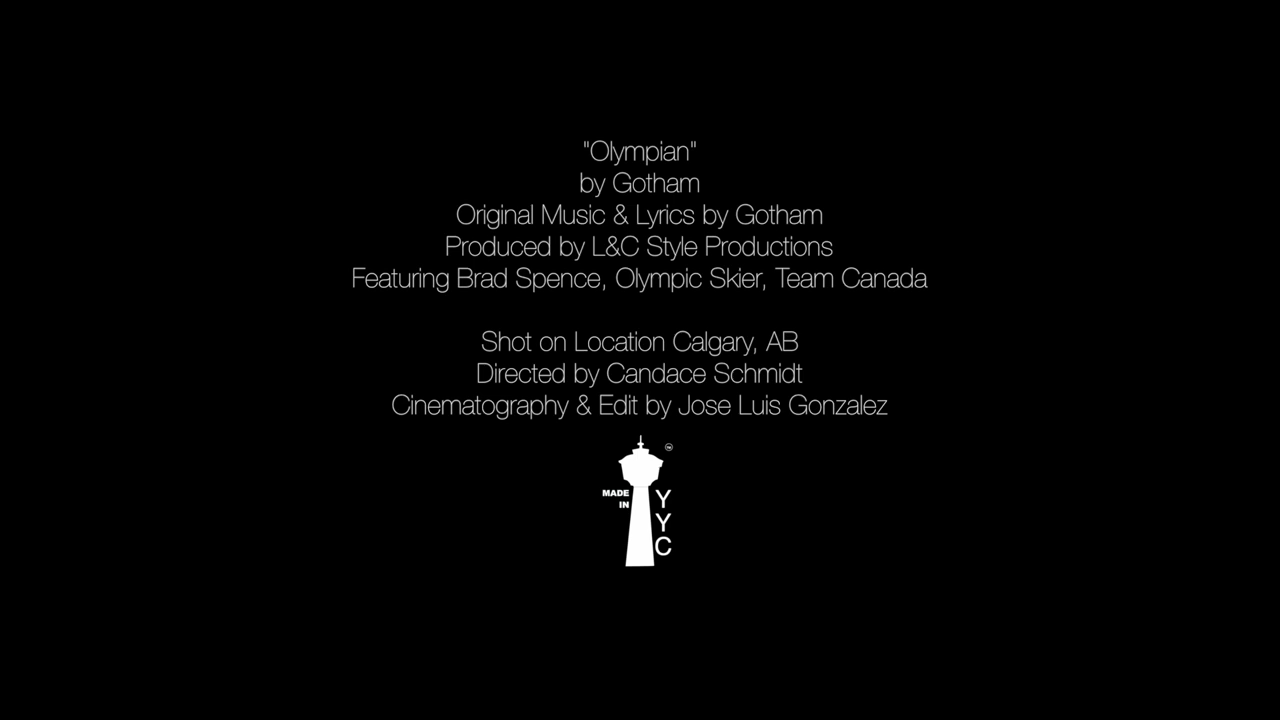 "Olympian"
by Gotham
Original Music & Lyrics by Gotham
Produced by L&C Style Productions
Featuring Brad Spence, Olympic Skier, Team Canada
Shot on Location Calgary, AB
Directed by Candace Schmidt
Cinematography & Edit by Jose Luis Gonzalez
MADE
IN
Y
Y
C